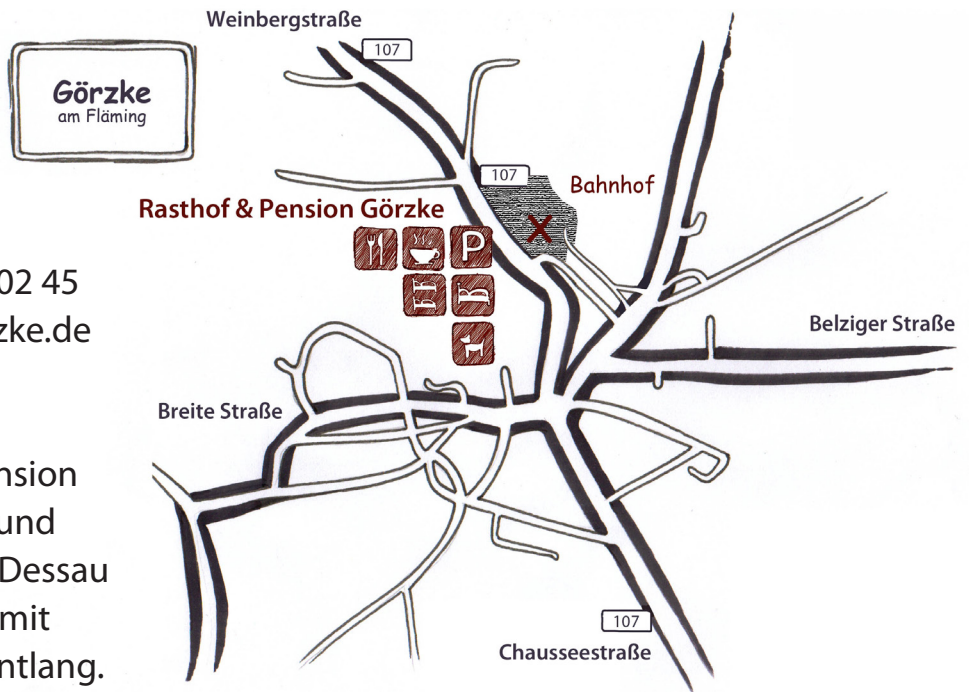 Weinbergstraße
107
Görzke
am Fläming
107
Bahnhof
Rasthof & Pension Görzke
P
02 45
zke.de
Belziger Straße
Breite Straße
nsion
und
Dessau
mit
ntlang.
107
Chausseestraße